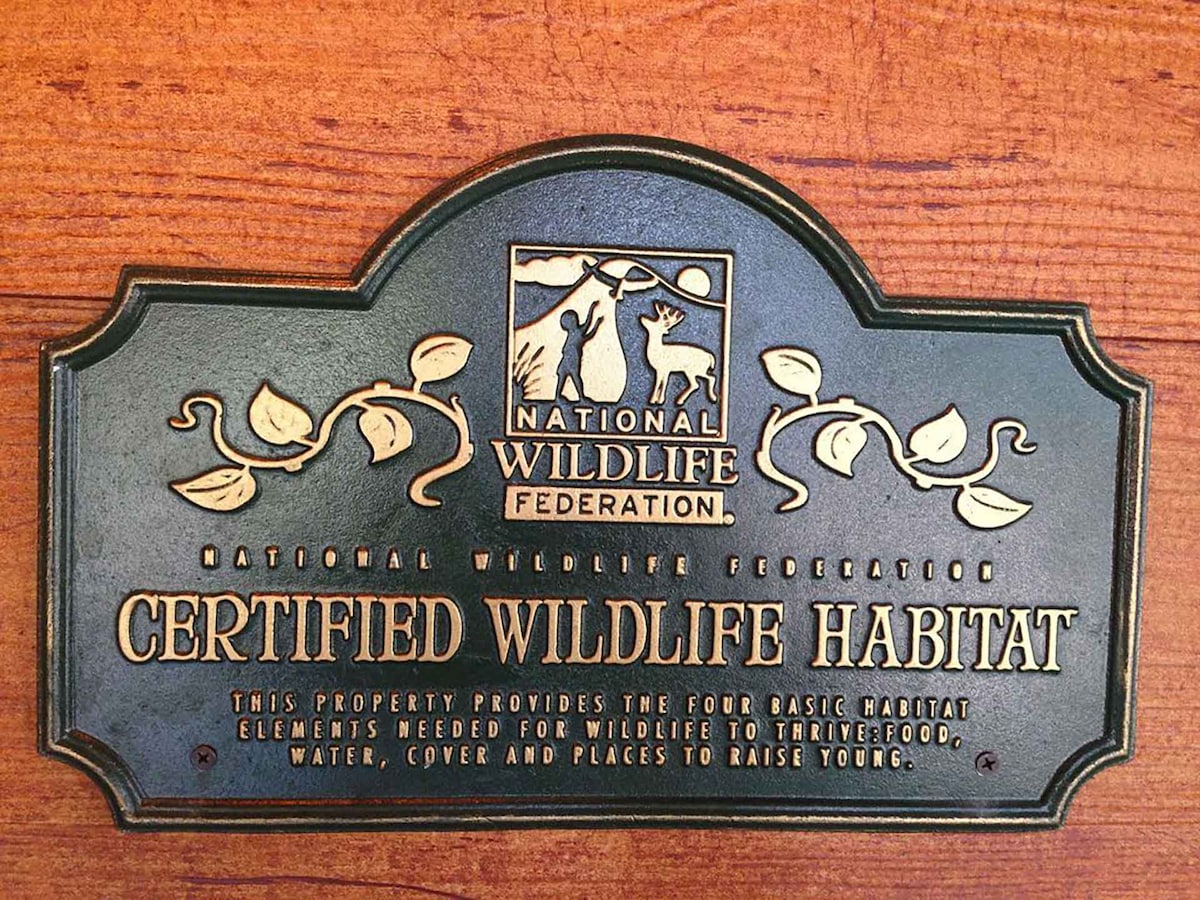 NATIONAL
WILDLIFE
FEDERATION®
NATIONAL WILDLIFE FEDERATION
CERTIFIED WILDLIFE HABITAT
THIS PROPERTY PROVIDES THE FOUR BASIC HABITAT
ELEMENTS NEEDED FOR WILDLIFE TO THRIVE:FOOD,
WATER, COVER AND PLACES TO RAISE YOUNG.